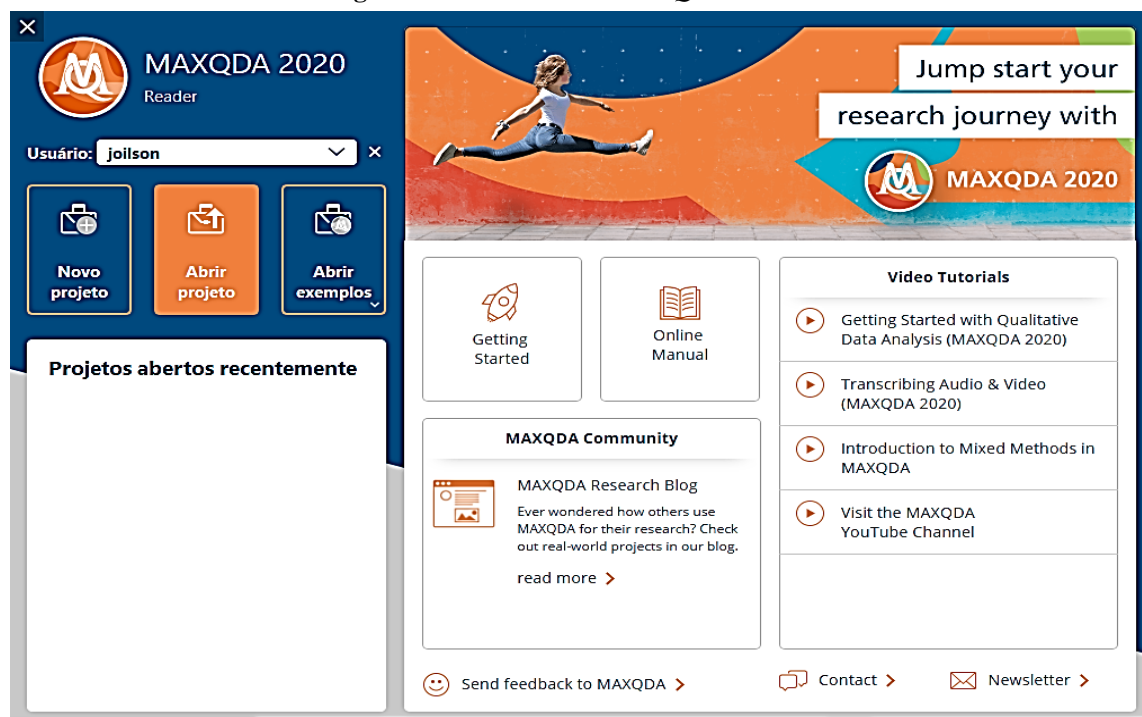 MAXQDA 2020
Reader
Usuário: joilson
Novo
projeto
Abrir
projeto
Abrir
exemplos
Projetos abertos recentemente
Jump start your
research journey with
MAXQDA 2020
Getting
Started
Online
Manual
MAXQDA Community
MAXQDA Research Blog
Ever wondered how others use
MAXQDA for their research? Check
out real-world projects in our blog.
read more
Video Tutorials
Getting Started with Qualitative
Data Analysis (MAXQDA 2020)
Transcribing Audio & Video
(MAXQDA 2020)
Introduction to Mixed Methods in
MAXQDA
Visit the MAXQDA
YouTube Channel
Send feedback to MAXQDA
Contact
Newsletter